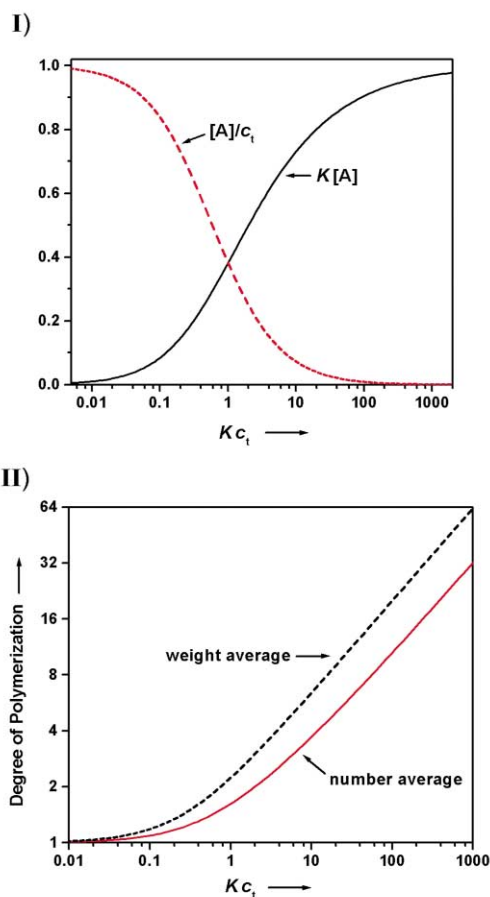 I)
1.0
[A]/cₜ
0.8
K[A]
0.6
0.4
0.2
0.0
0.01 0.1 1 10 100 1000
K cₜ
II)
64
32
16
8
4
2
1
Degree of Polymerization
weight average
number average
0.01 0.1 1 10 100 1000
K cₜ